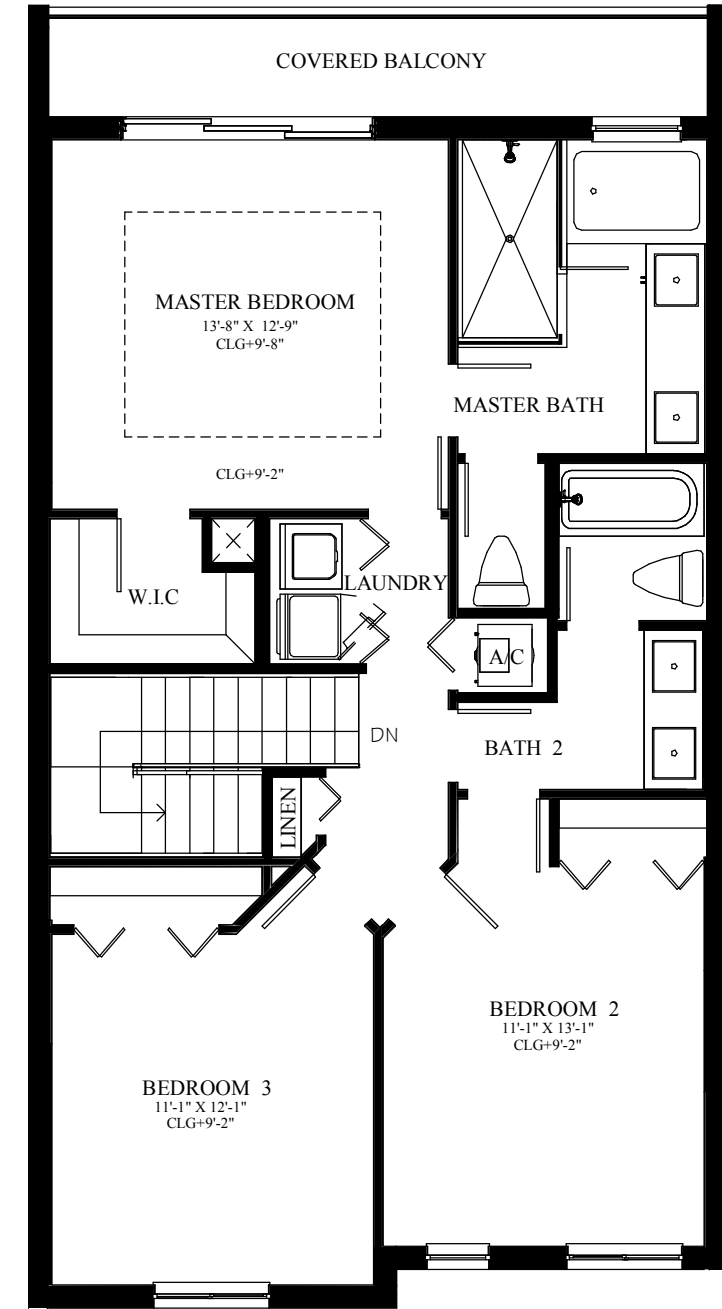 COVERED BALCONY
MASTER BEDROOM
13'-8" X 12'-9"
CLG+9'-8"
MASTER BATH
CLG+9'-2"
LAUNDRY
W.I.C
A/C
DN
BATH 2
LINEN
BEDROOM 2
11'-1" X 13'-1"
CLG+9'-2"
BEDROOM 3
11'-1" X 12'-1"
CLG+9'-2"